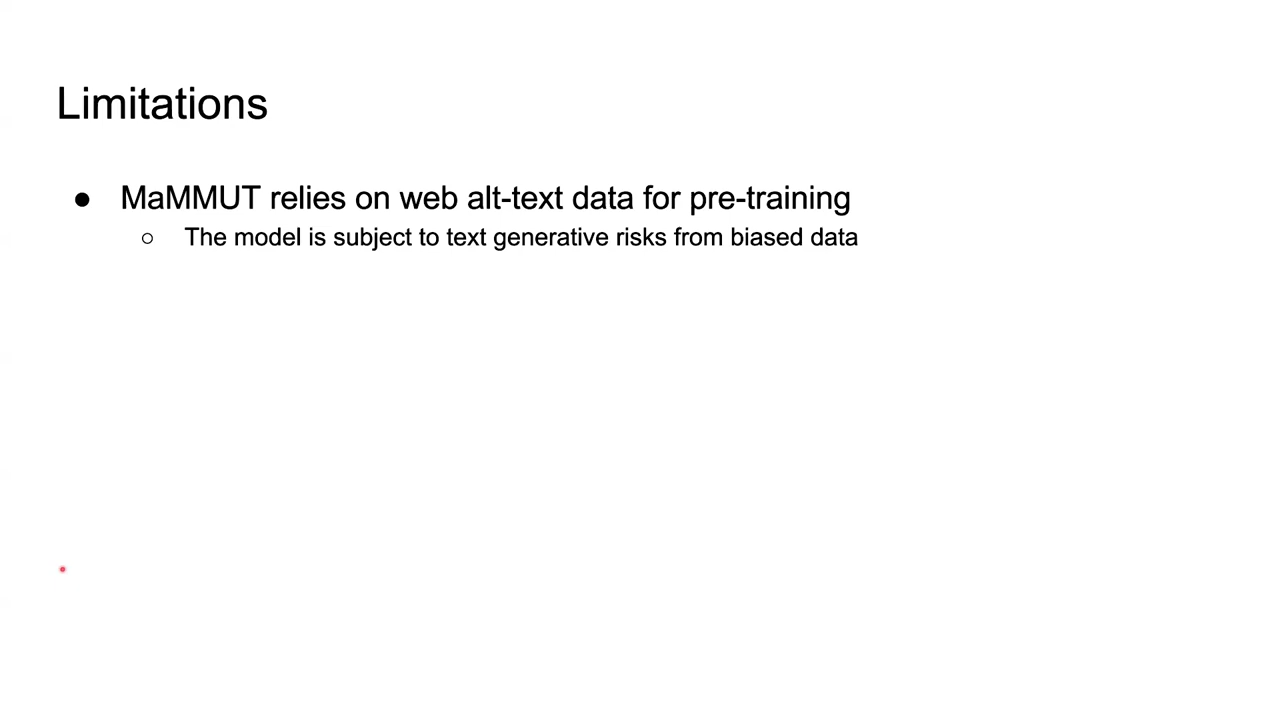 Limitations
● MaMMUT relies on web alt-text data for pre-training
○ The model is subject to text generative risks from biased data